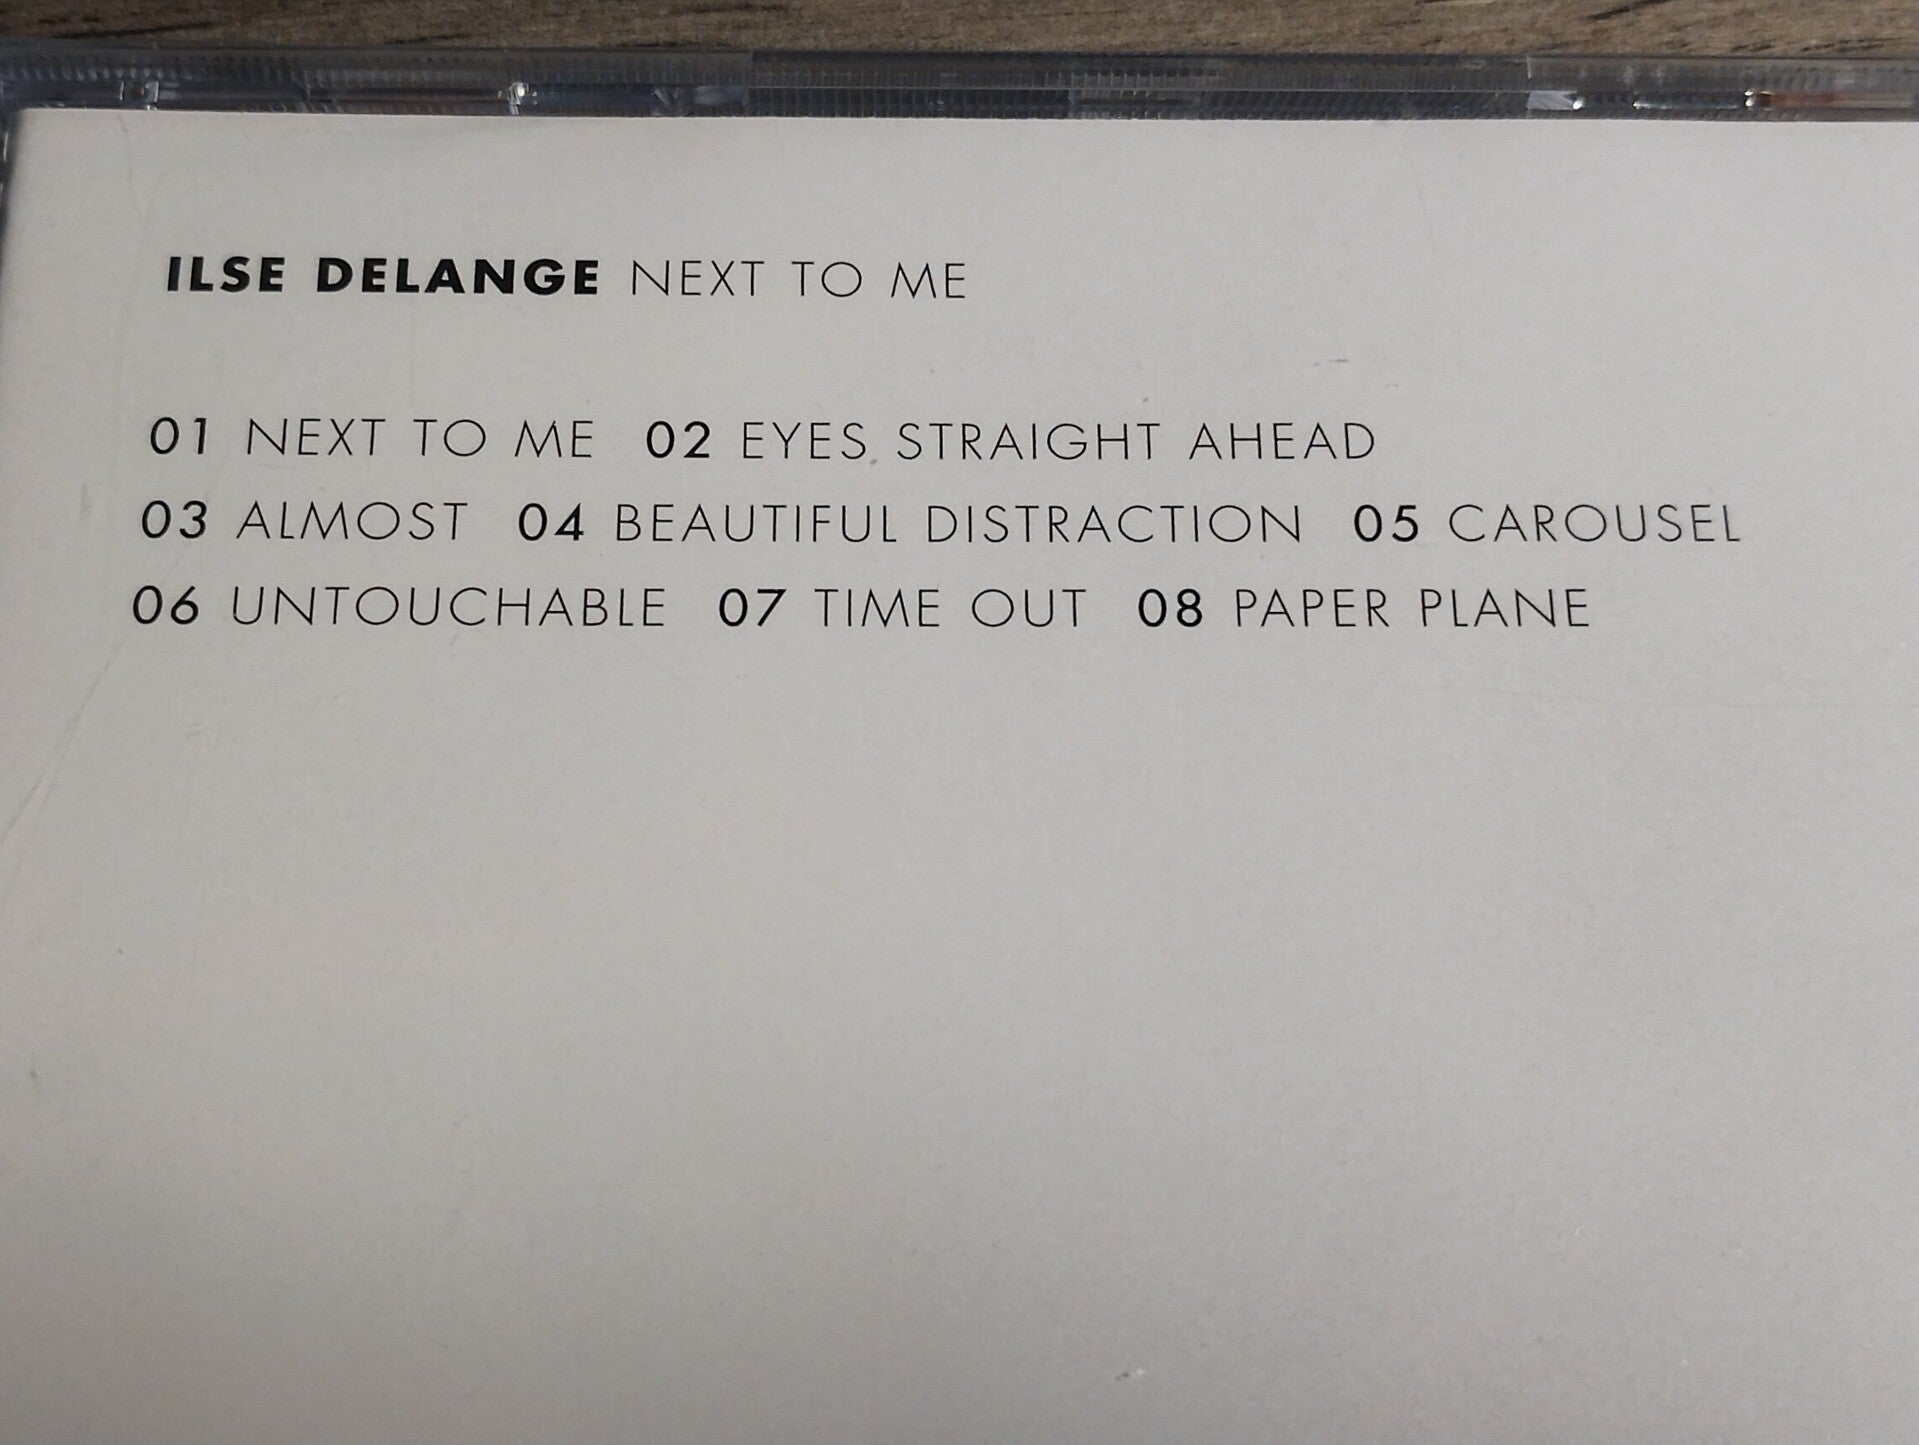 ILSE DELANGE NEXT TO ME
01 NEXT TO ME 02 EYES STRAIGHT AHEAD
03 ALMOST 04 BEAUTIFUL DISTRACTION 05 CAROUSEL
06 UNTOUCHABLE 07 TIME OUT 08 PAPER PLANE